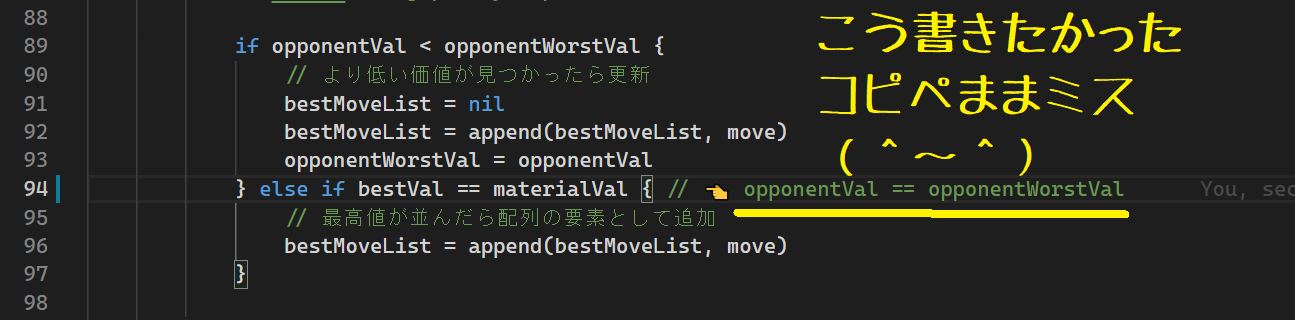 88
89 if opponentVal < opponentWorstVal {
90 // より低い価値が見つかったら更新
91 bestMoveList = nil
92 bestMoveList = append(bestMoveList, move)
93 opponentWorstVal = opponentVal
94 } else if bestVal == materialVal { // 👈 opponentVal == opponentWorstVal You, sec
95 // 最高値が並んだら配列の要素として追加
96 bestMoveList = append(bestMoveList, move)
97 }
98
こう書きたかった
コピペままミス
(＾～＾)